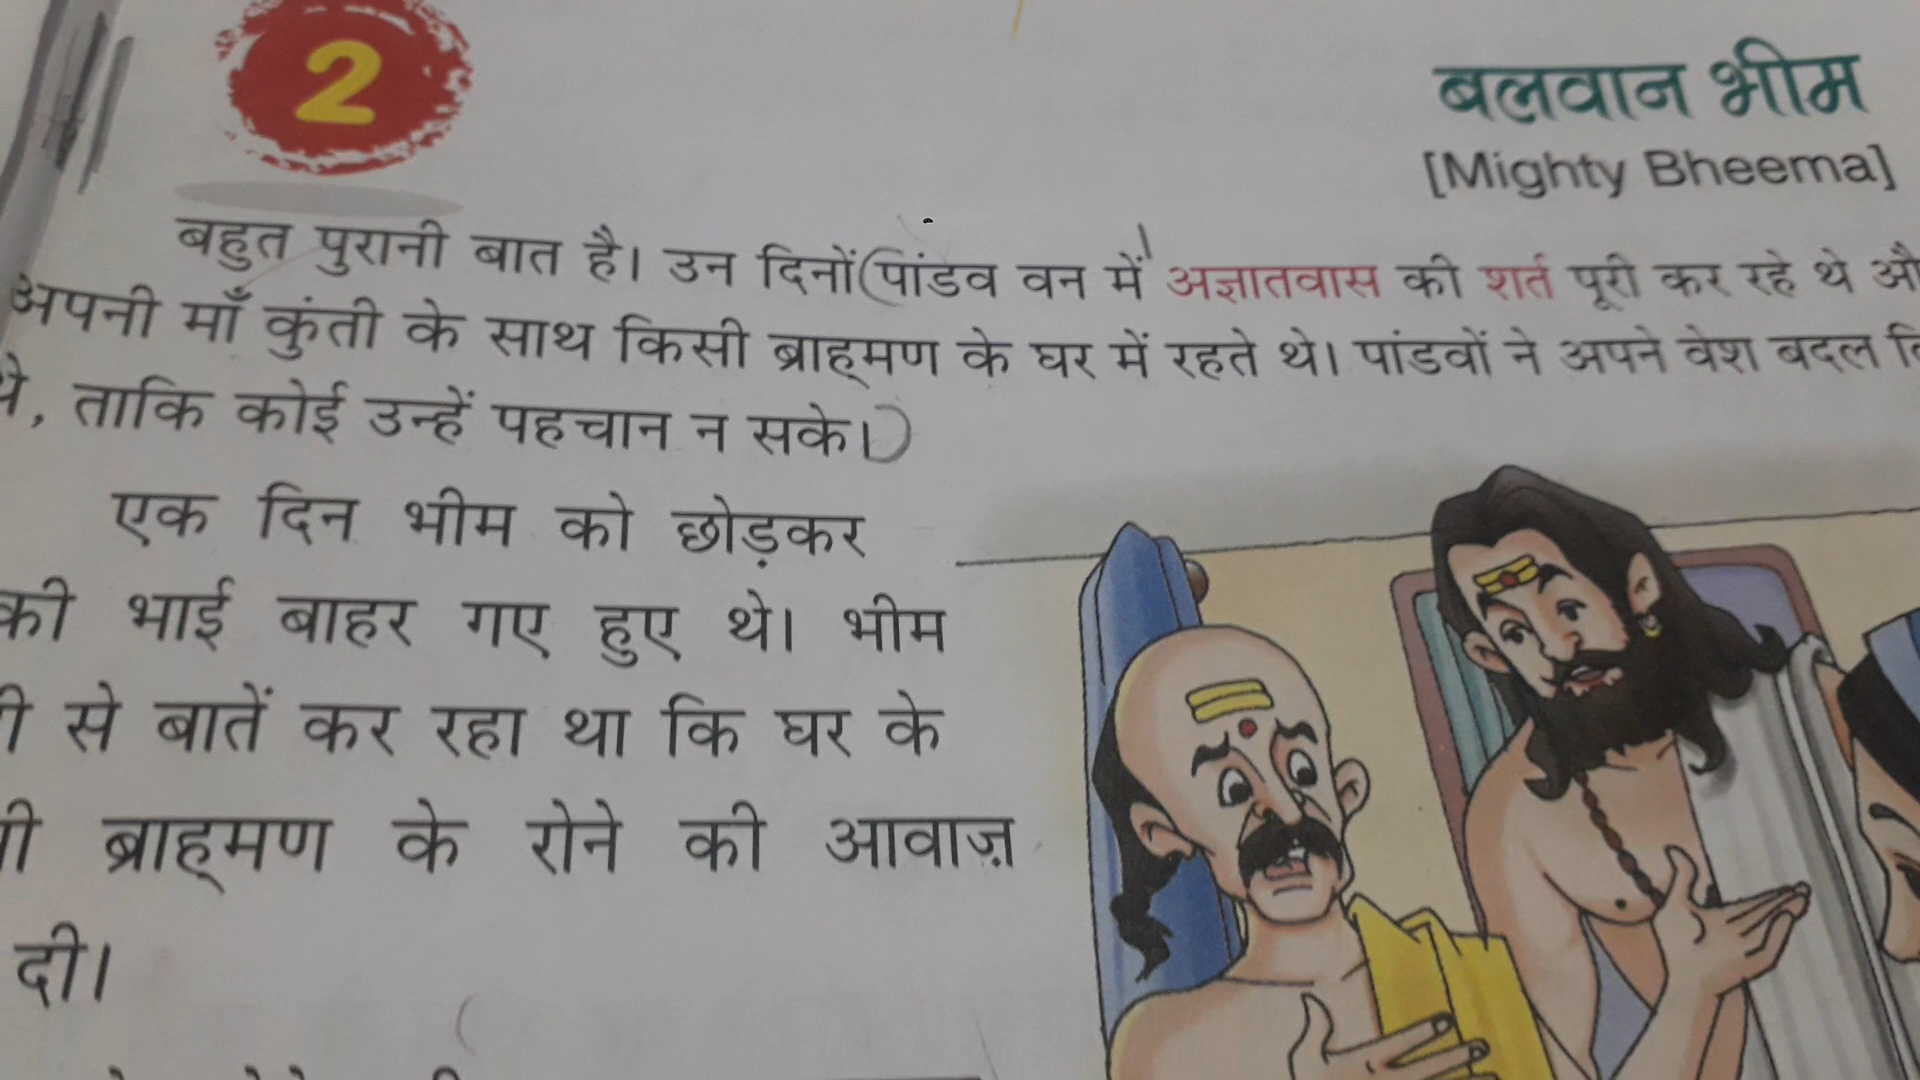 2
बलवान भीम
[Mighty Bheema]
बहुत पुरानी बात है। उन दिनों (पांडव वन में अज्ञातवास की शर्त पूरी कर रहे थे
अपनी माँ कुंती के साथ किसी ब्राह्मण के घर में रहते थे। पांडवों ने अपने वेश बदल
थे, ताकि कोई उन्हें पहचान न सके।)
एक दिन भीम को छोड़कर
भाई बाहर गए हुए थे। भीम
से बातें कर रहा था कि घर के
ब्राह्मण के रोने की आवाज़
दी।